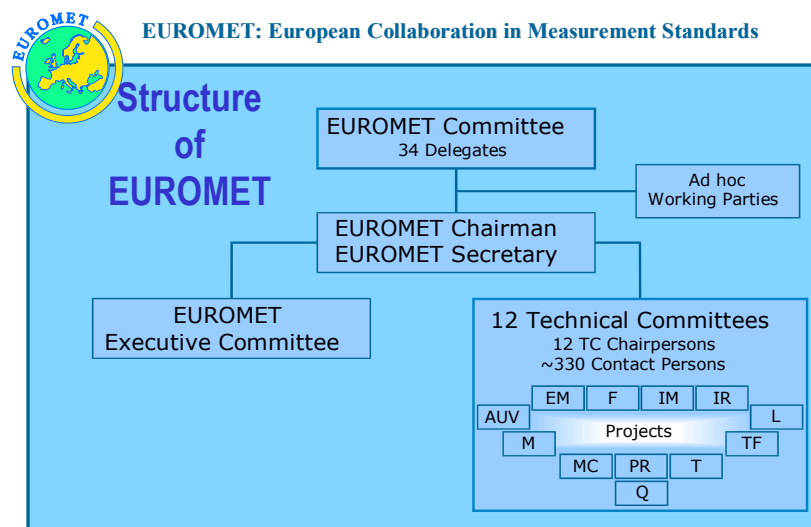 EUROMET
EUROMET: European Collaboration in Measurement Standards
Structure
of
EUROMET
EUROMET Committee
34 Delegates
Ad hoc
Working Parties
EUROMET Chairman
EUROMET Secretary
EUROMET
Executive Committee
12 Technical Committees
12 TC Chairpersons
~330 Contact Persons
EM F IM IR
AUV L
Projects
M TF
MC PR T
Q